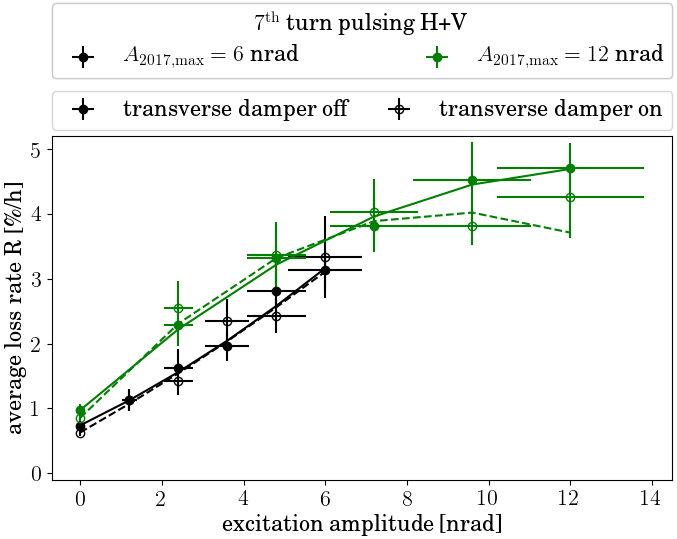 7th turn pulsing H+V
A2017,max = 6 nrad A2017,max = 12 nrad
transverse damper off transverse damper on
average loss rate R [%/h]
5
4
3
2
1
0
0 2 4 6 8 10 12 14
excitation amplitude [nrad]